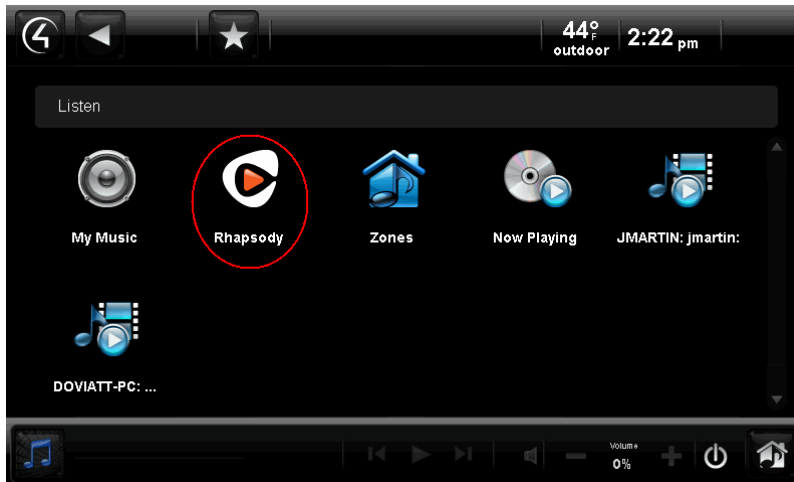 44°F
outdoor
2:22 pm
Listen
My Music
Rhapsody
Zones
Now Playing
JMARTIN: jmartin:
DOVIATT-PC: ...
Volume
0%